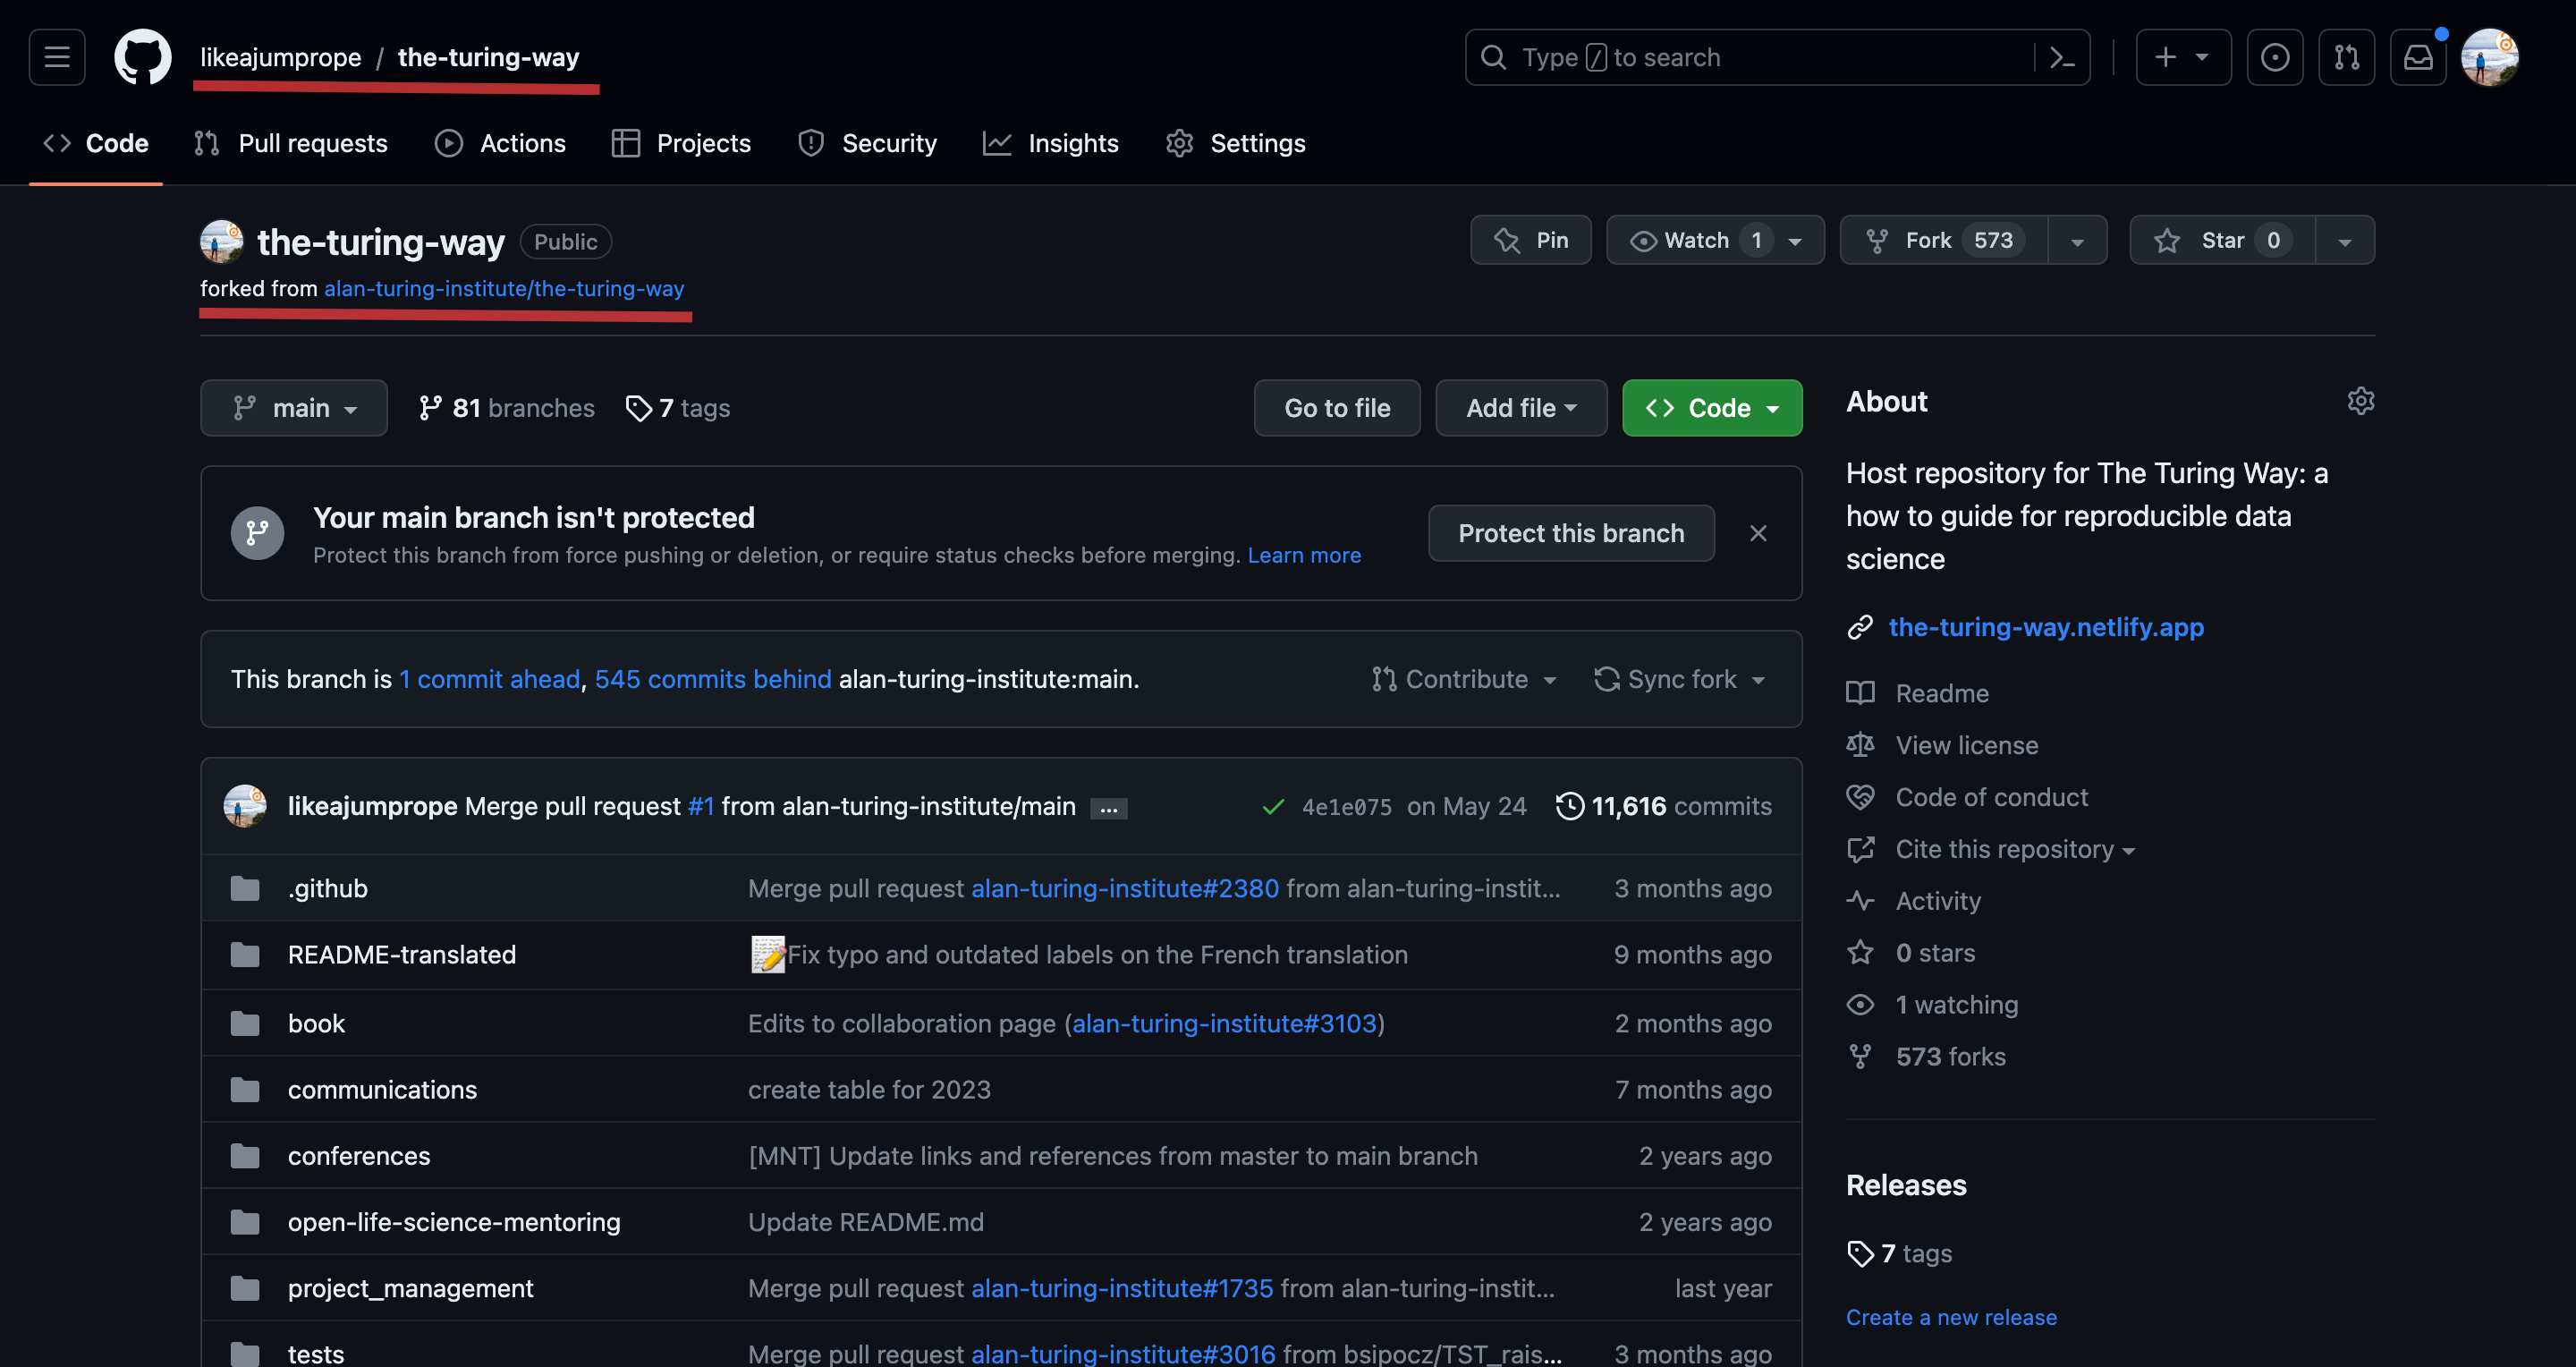 likeajumprope / the-turing-way
Type / to search
Code Pull requests Actions Projects Security Insights Settings
the-turing-way Public
Pin Watch 1 Fork 573 Star 0
forked from alan-turing-institute/the-turing-way
main 81 branches 7 tags Go to file Add file Code
Your main branch isn't protected
Protect this branch from force pushing or deletion, or require status checks before merging. Learn more
Protect this branch
This branch is 1 commit ahead, 545 commits behind alan-turing-institute:main. Contribute Sync fork
likeajumprope Merge pull request #1 from alan-turing-institute/main ... 4e1e075 on May 24 11,616 commits
.github Merge pull request alan-turing-institute#2380 from alan-turing-instit... 3 months ago
README-translated Fix typo and outdated labels on the French translation 9 months ago
book Edits to collaboration page (alan-turing-institute#3103) 2 months ago
communications create table for 2023 7 months ago
conferences [MNT] Update links and references from master to main branch 2 years ago
open-life-science-mentoring Update README.md 2 years ago
project_management Merge pull request alan-turing-institute#1735 from alan-turing-instit... last year
tests Merge pull request alan-turing-institute#3016 from bsipocz/TST_rais... 3 months ago
About
Host repository for The Turing Way: a
how to guide for reproducible data
science
the-turing-way.netlify.app
Readme
View license
Code of conduct
Cite this repository
Activity
0 stars
1 watching
573 forks
Releases
7 tags
Create a new release